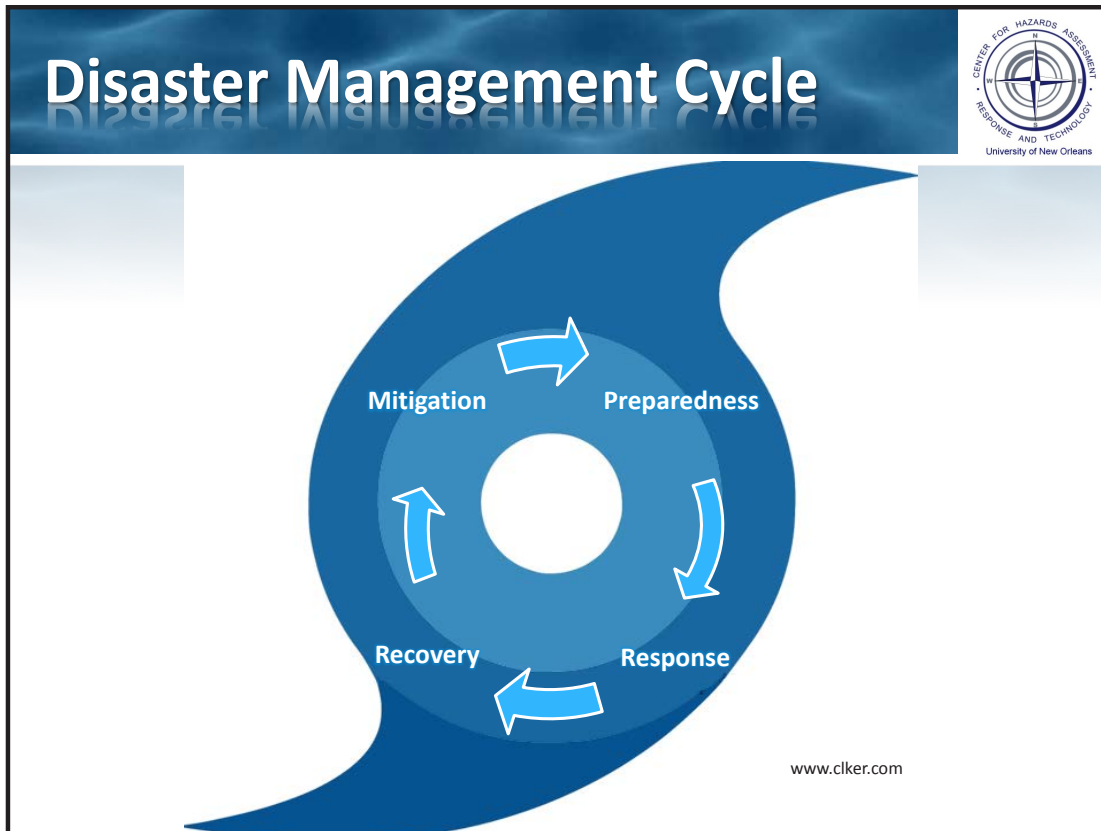 Disaster Management Cycle
CENTER FOR HAZARDS ASSESSMENT
RESPONSE AND TECHNOLOGY
N
W
E
S
University of New Orleans
Mitigation
Preparedness
Recovery
Response
www.clker.com